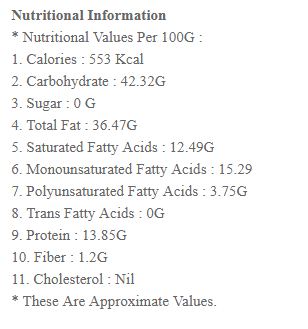 Nutritional Information
* Nutritional Values Per 100G :
1. Calories : 553 Kcal
2. Carbohydrate : 42.32G
3. Sugar : 0 G
4. Total Fat : 36.47G
5. Saturated Fatty Acids : 12.49G
6. Monounsaturated Fatty Acids : 15.29
7. Polyunsaturated Fatty Acids : 3.75G
8. Trans Fatty Acids : 0G
9. Protein : 13.85G
10. Fiber : 1.2G
11. Cholesterol : Nil
* These Are Approximate Values.